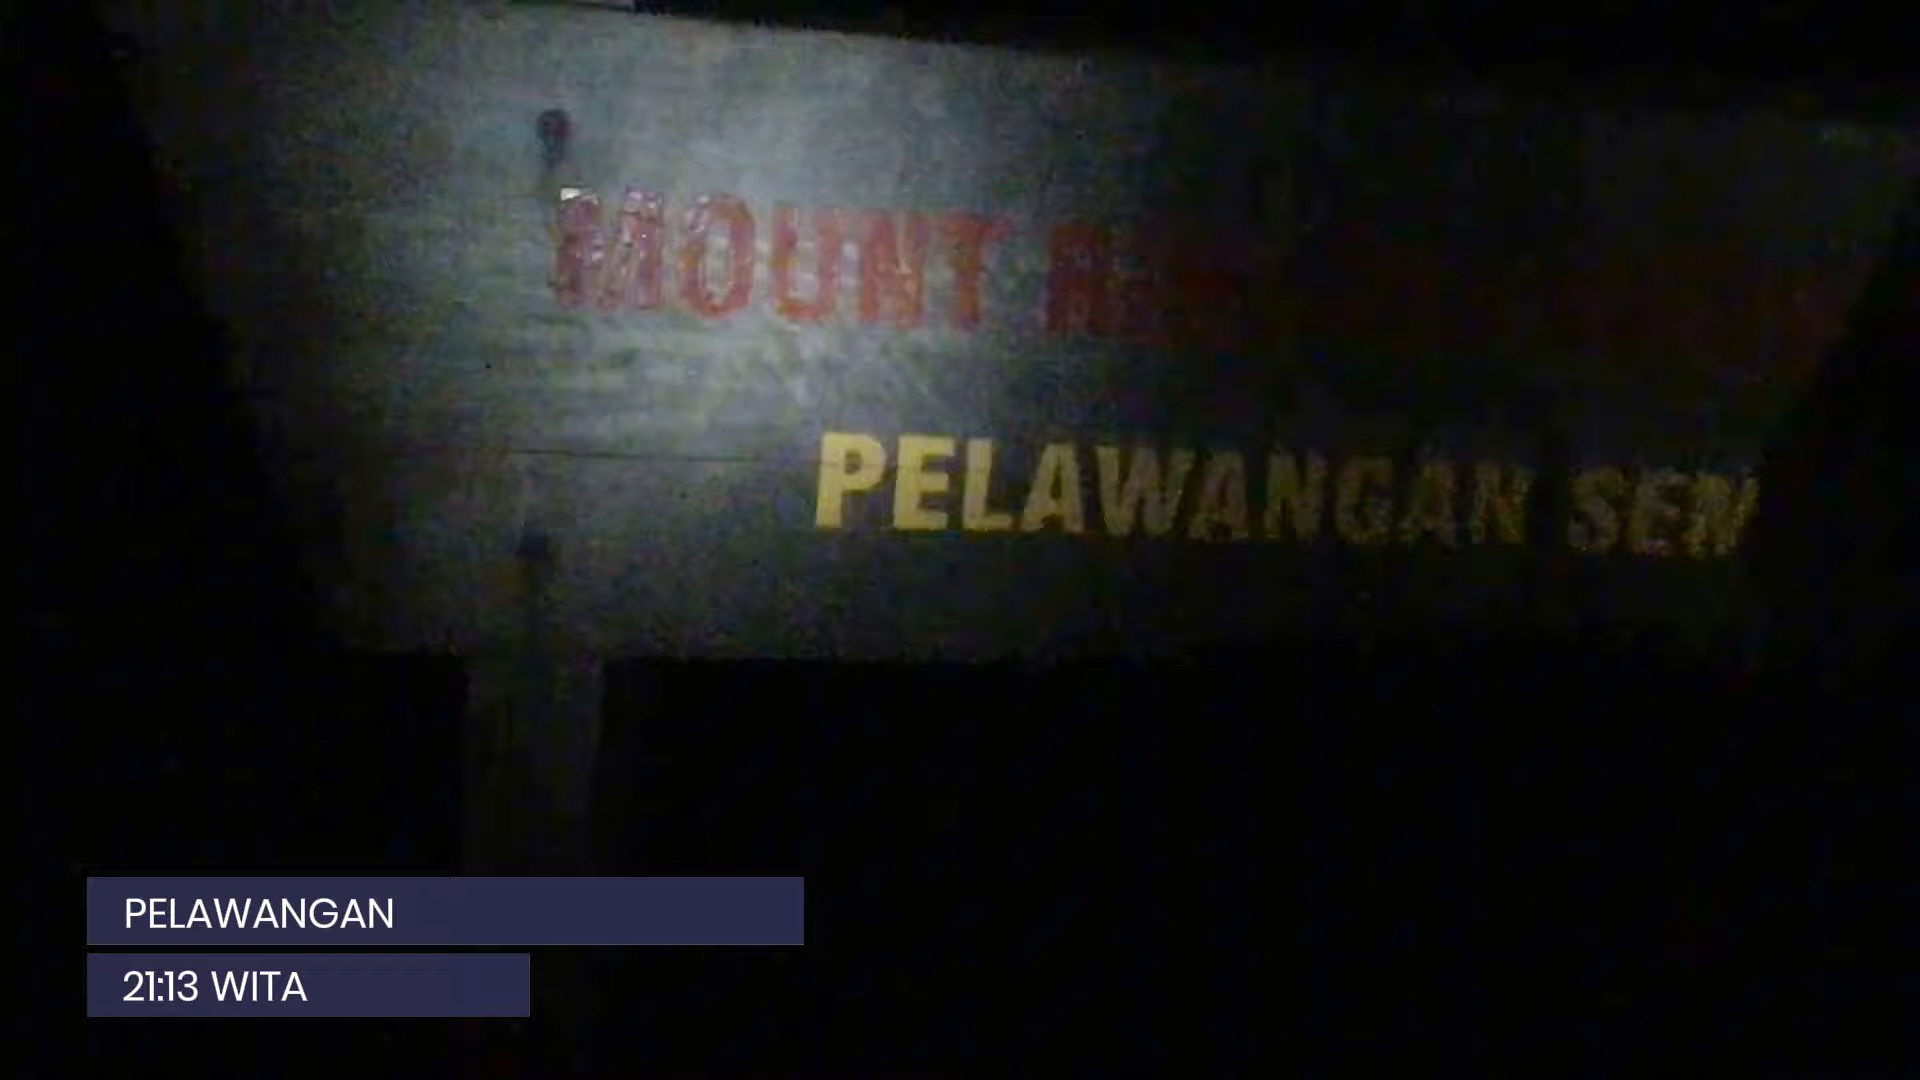 MOUNT
PELAWANGAN SEM
PELAWANGAN
21:13 WITA